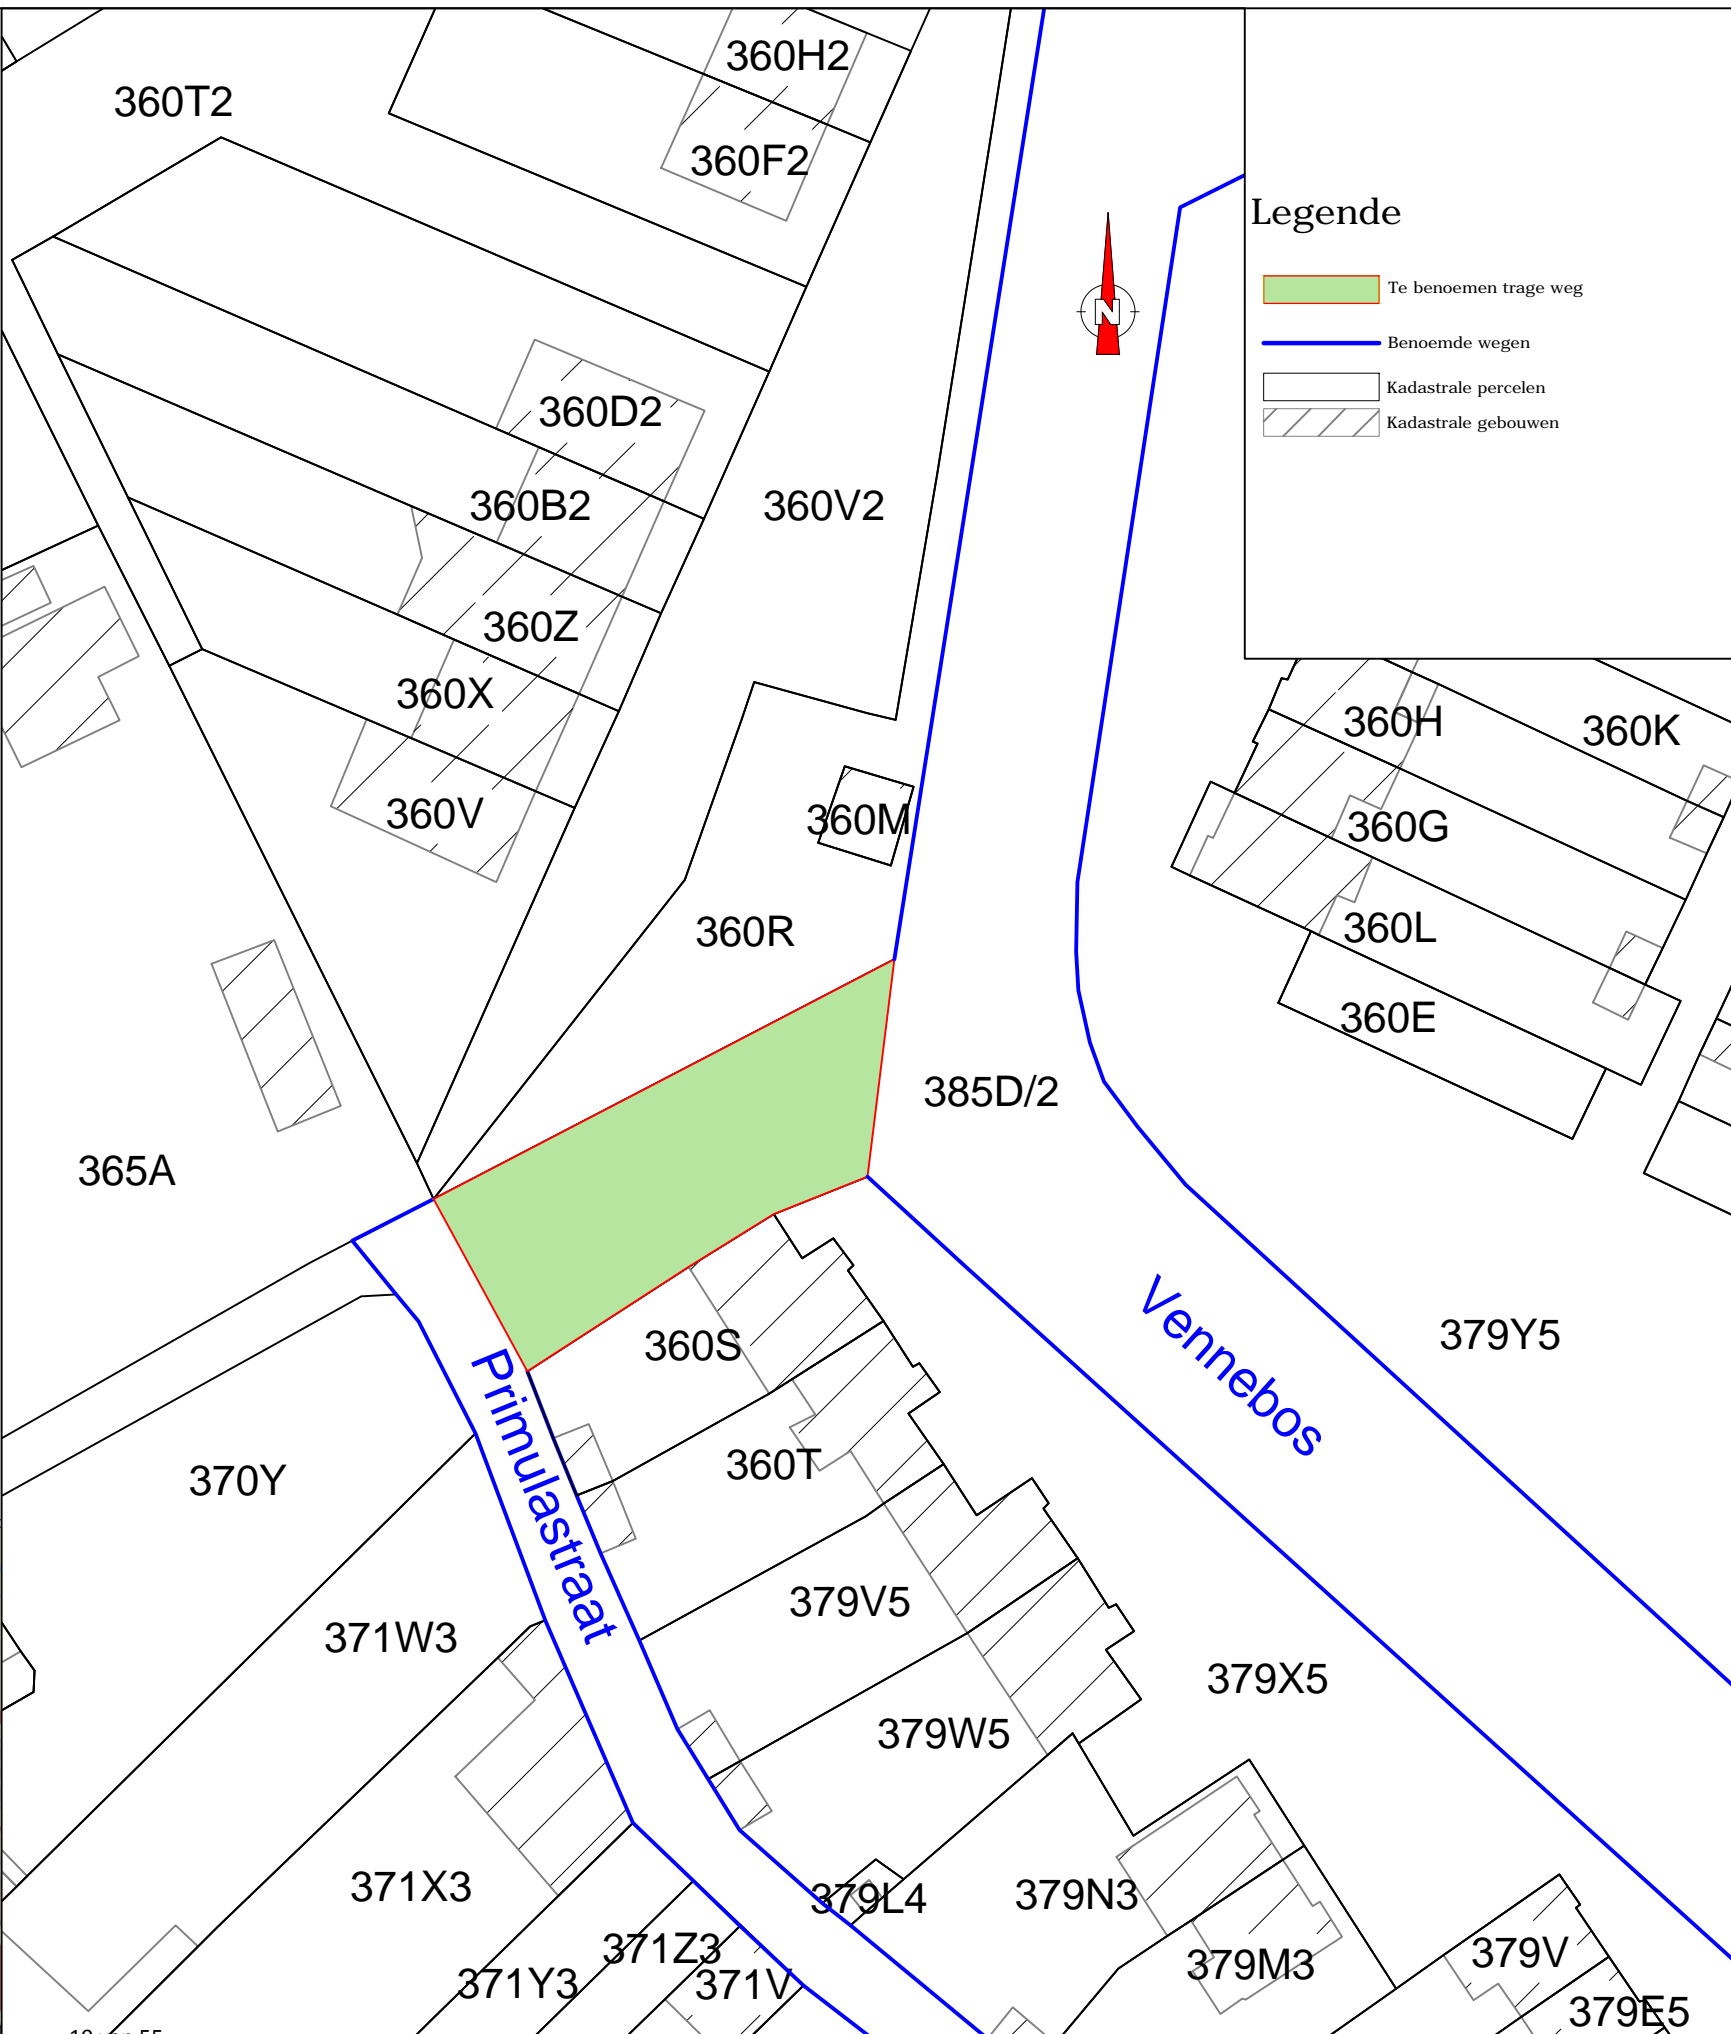 360H2
360T2
360F2
Legende
Te benoemen trage weg
N
Benoemde wegen
Kadastrale percelen
360D2
Kadastrale gebouwen
360B2
360V2
360Z
360X
360H
360K
360V
360M
360G
360R
360L
360E
385D/2
365A
Vennebos
379Y5
360S
Primulastraat
360T
370Y
379V5
371W3
379X5
379W5
371X3
379L4
379N3
371Z3
379V
379M3
371Y3
371V
379E5